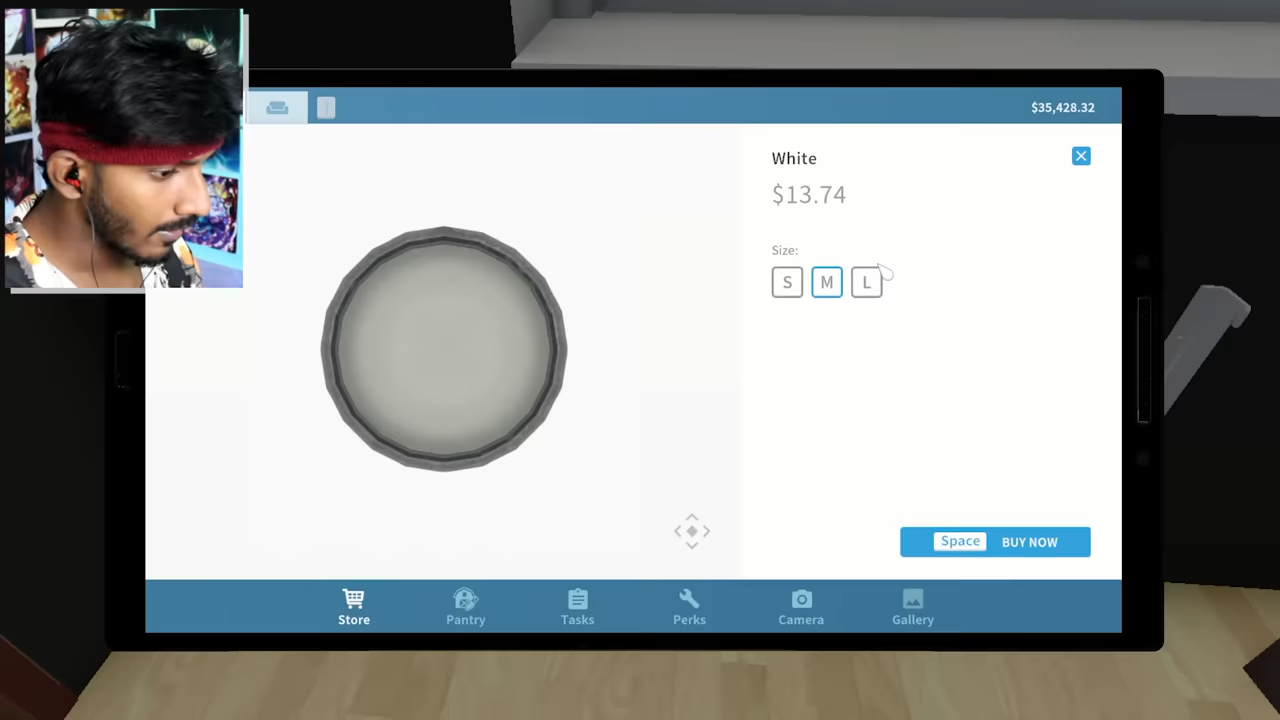 $35,428.32
White
$13.74
Size:
S M L
Space BUY NOW
Store Pantry Tasks Perks Camera Gallery